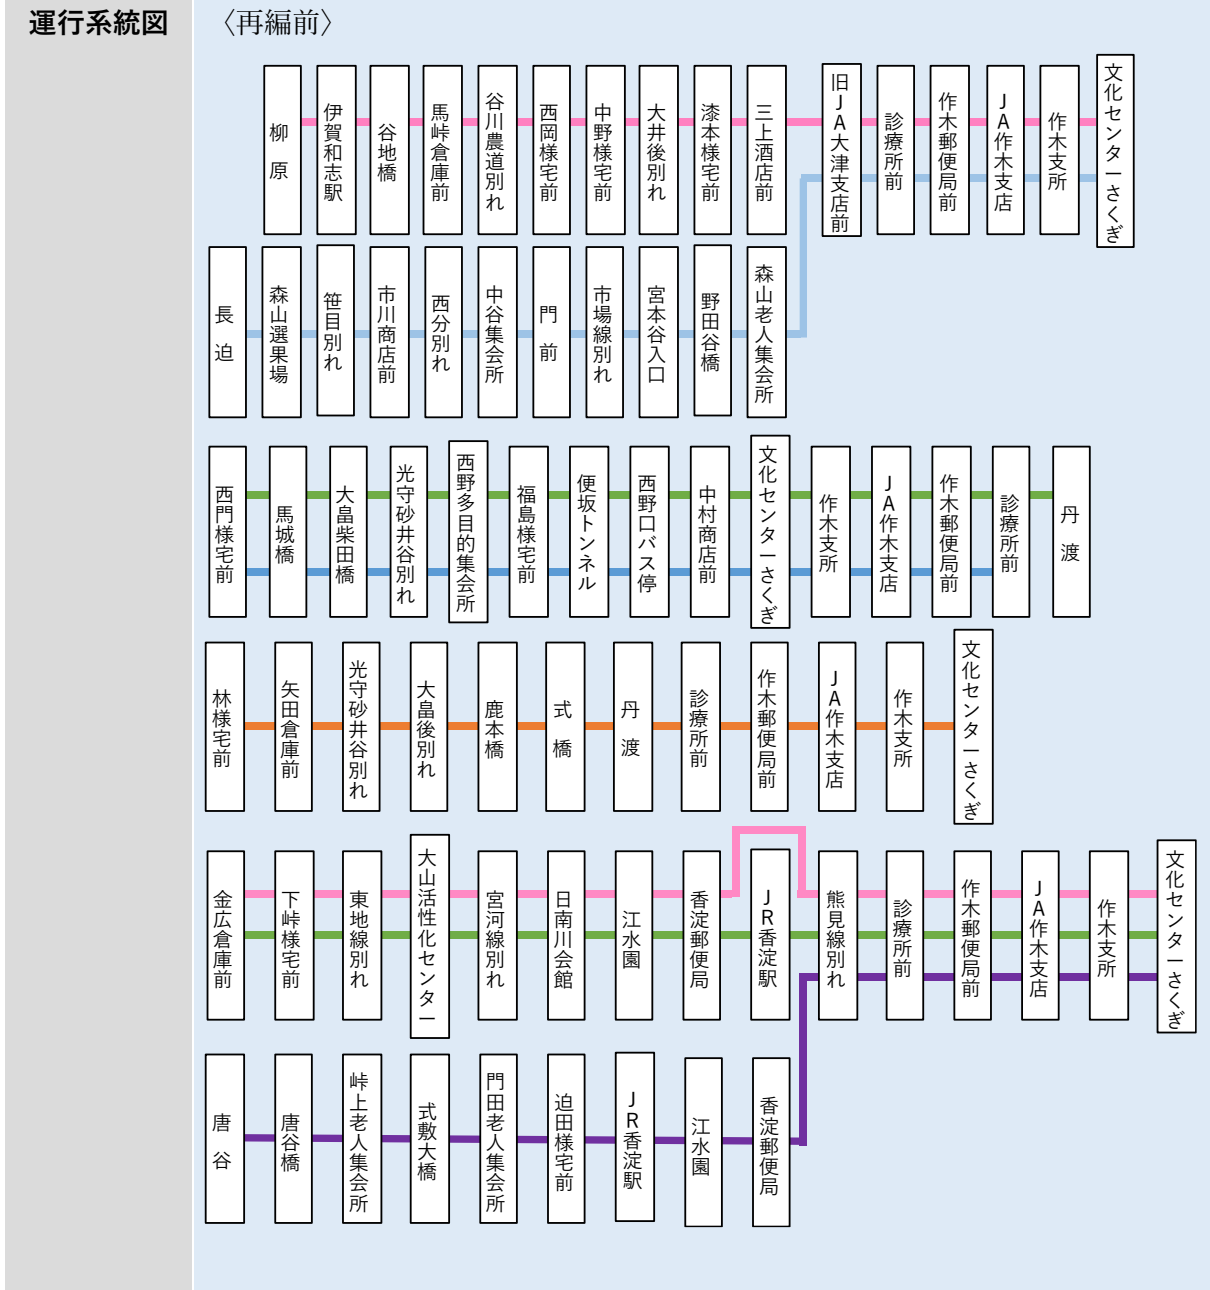 運行系統図
〈再編前〉
柳原
伊賀和志駅
谷地橋
馬峠倉庫前
谷川農道別れ
西岡様宅前
中野様宅前
大井後別れ
漆本様宅前
三上酒店前
旧JA大津支店前
診療所前
作木郵便局前
JA作木支店
作木支所
文化センターさくぎ
長迫
森山選果場
笹目別れ
市川商店前
西分別れ
中谷集会所
門前
市場線別れ
宮本谷入口
野田谷橋
森山老人集会所
西門様宅前
馬城橋
大畠柴田橋
光守砂井谷別れ
西野多目的集会所
福島様宅前
便坂トンネル
西野口バス停
中村商店前
文化センターさくぎ
作木支所
JA作木支店
作木郵便局前
診療所前
丹渡
林様宅前
矢田倉庫前
光守砂井谷別れ
大畠後別れ
鹿本橋
式橋
丹渡
診療所前
作木郵便局前
JA作木支店
作木支所
文化センターさくぎ
金広倉庫前
下峠様宅前
東地線別れ
大山活性化センター
宮河線別れ
日南川会館
江水園
香淀郵便局
JR香淀駅
熊見線別れ
診療所前
作木郵便局前
JA作木支店
作木支所
文化センターさくぎ
唐谷
唐谷橋
峠上老人集会所
式敷大橋
門田老人集会所
迫田様宅前
JR香淀駅
江水園
香淀郵便局